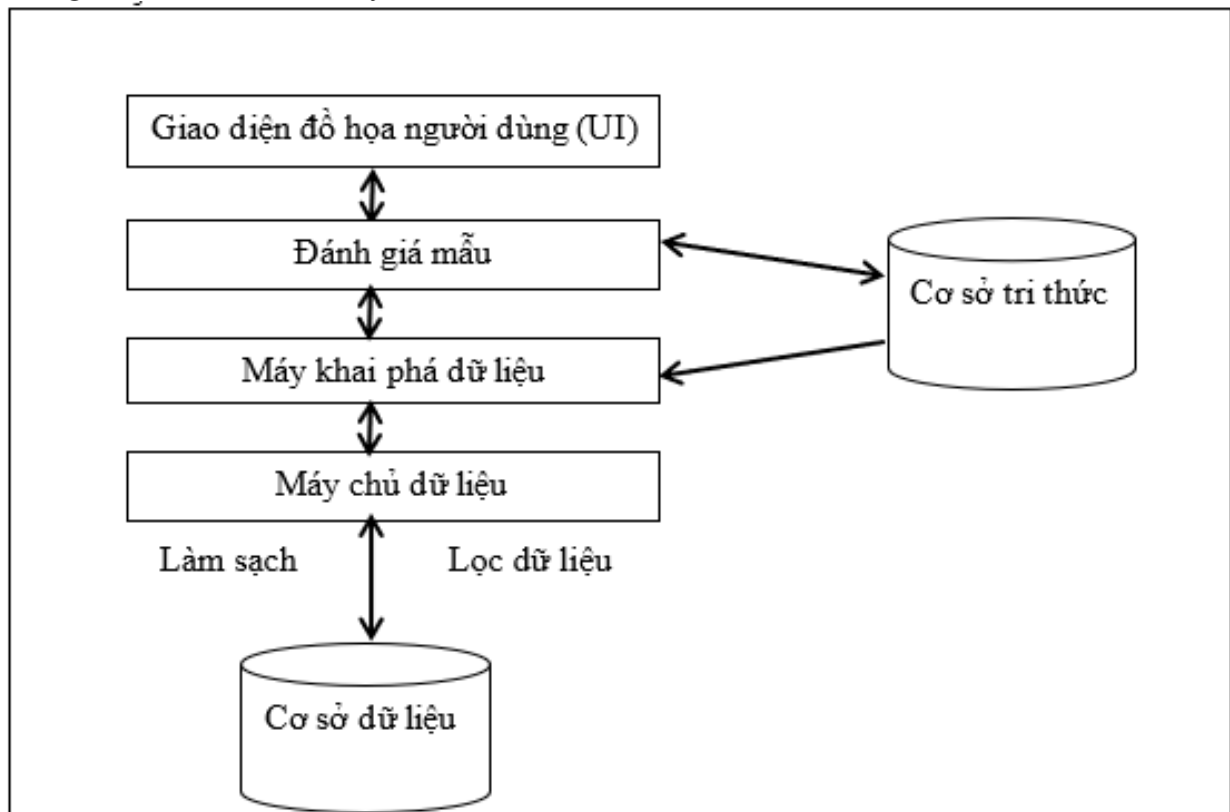 Giao diện đồ họa người dùng (UI)
Đánh giá mẫu
Cơ sở tri thức
Máy khai phá dữ liệu
Máy chủ dữ liệu
Làm sạch
Lọc dữ liệu
Cơ sở dữ liệu